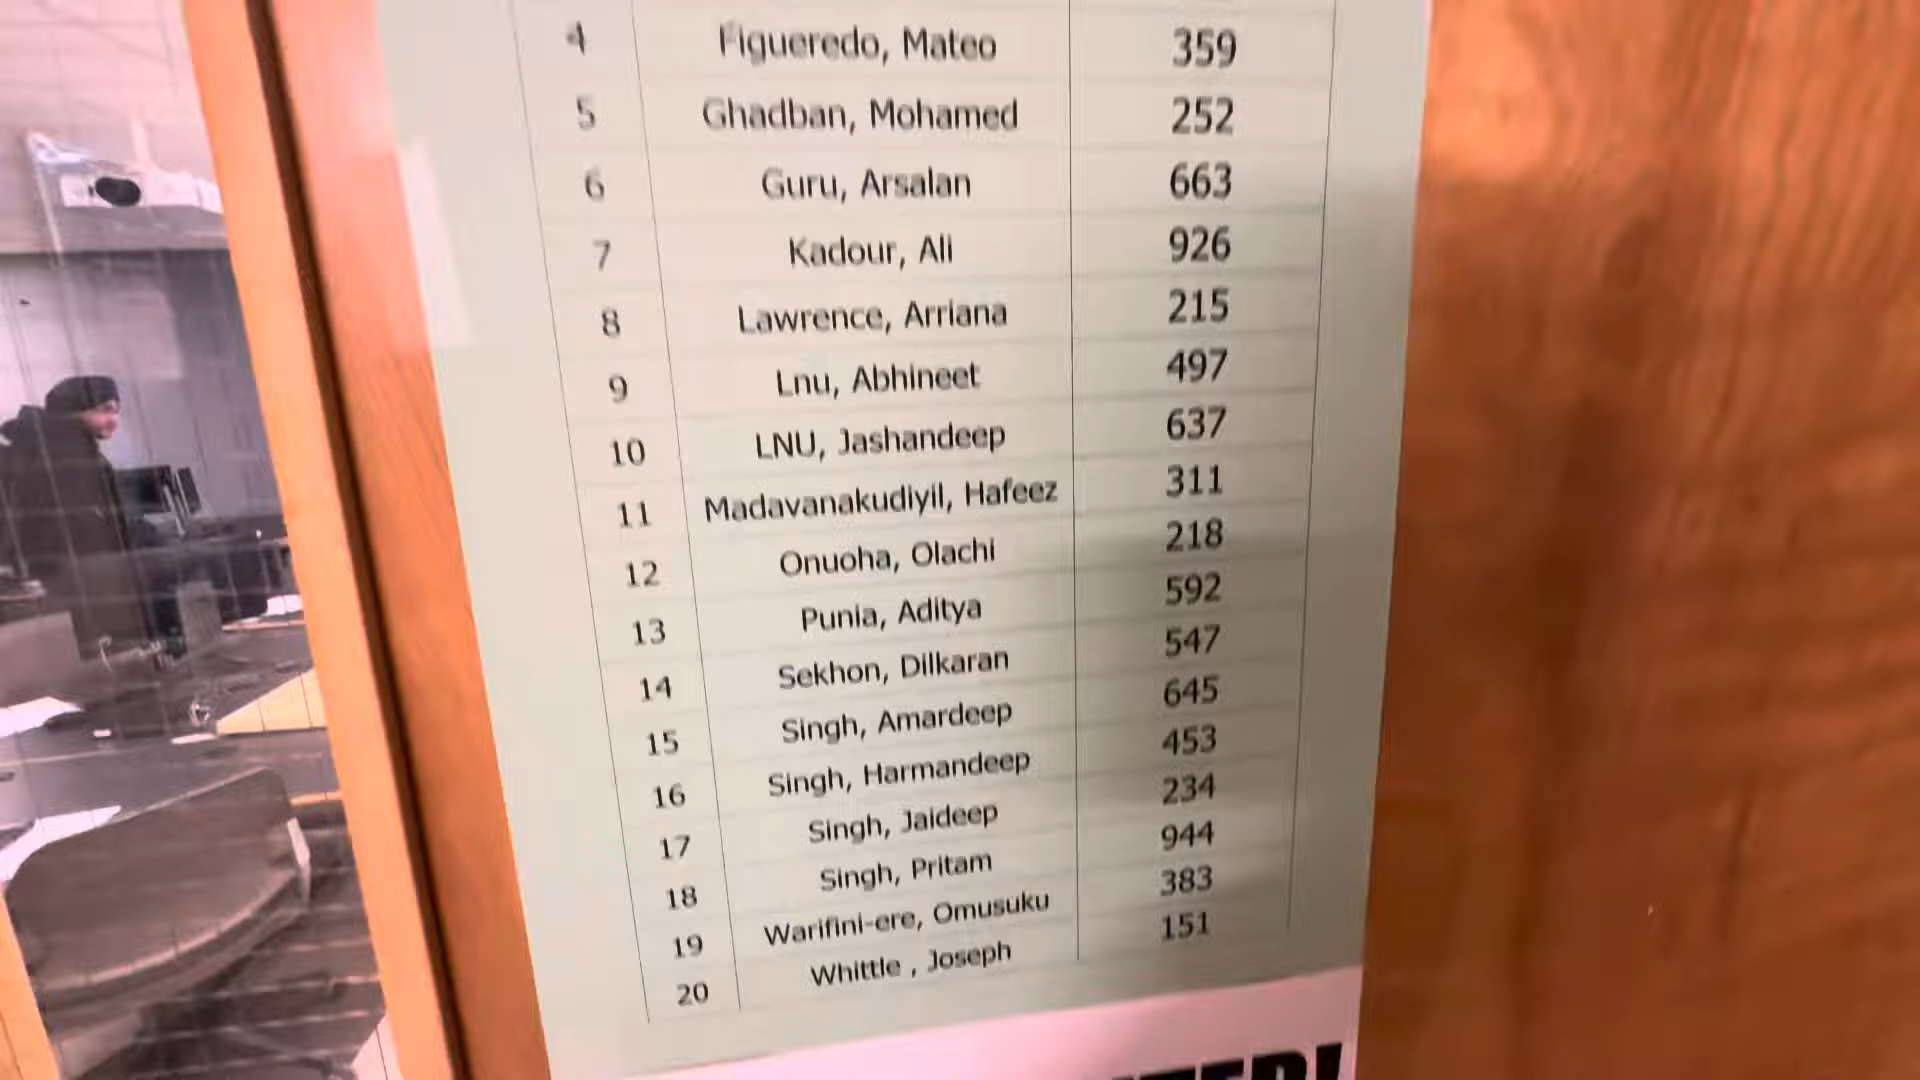 4 Figueredo, Mateo 359
5 Ghadban, Mohamed 252
6 Guru, Arsalan 663
7 Kadour, Ali 926
8 Lawrence, Arriana 215
9 Lnu, Abhineet 497
10 LNU, Jashandeep 637
11 Madavanakudiyil, Hafeez 311
12 Onuoha, Olachi 218
13 Punia, Aditya 592
14 Sekhon, Dilkaran 547
15 Singh, Amardeep 645
16 Singh, Harmandeep 453
17 Singh, Jaideep 234
18 Singh, Pritam 944
19 Warifini-ere, Omusuku 383
20 Whittle , Joseph 151